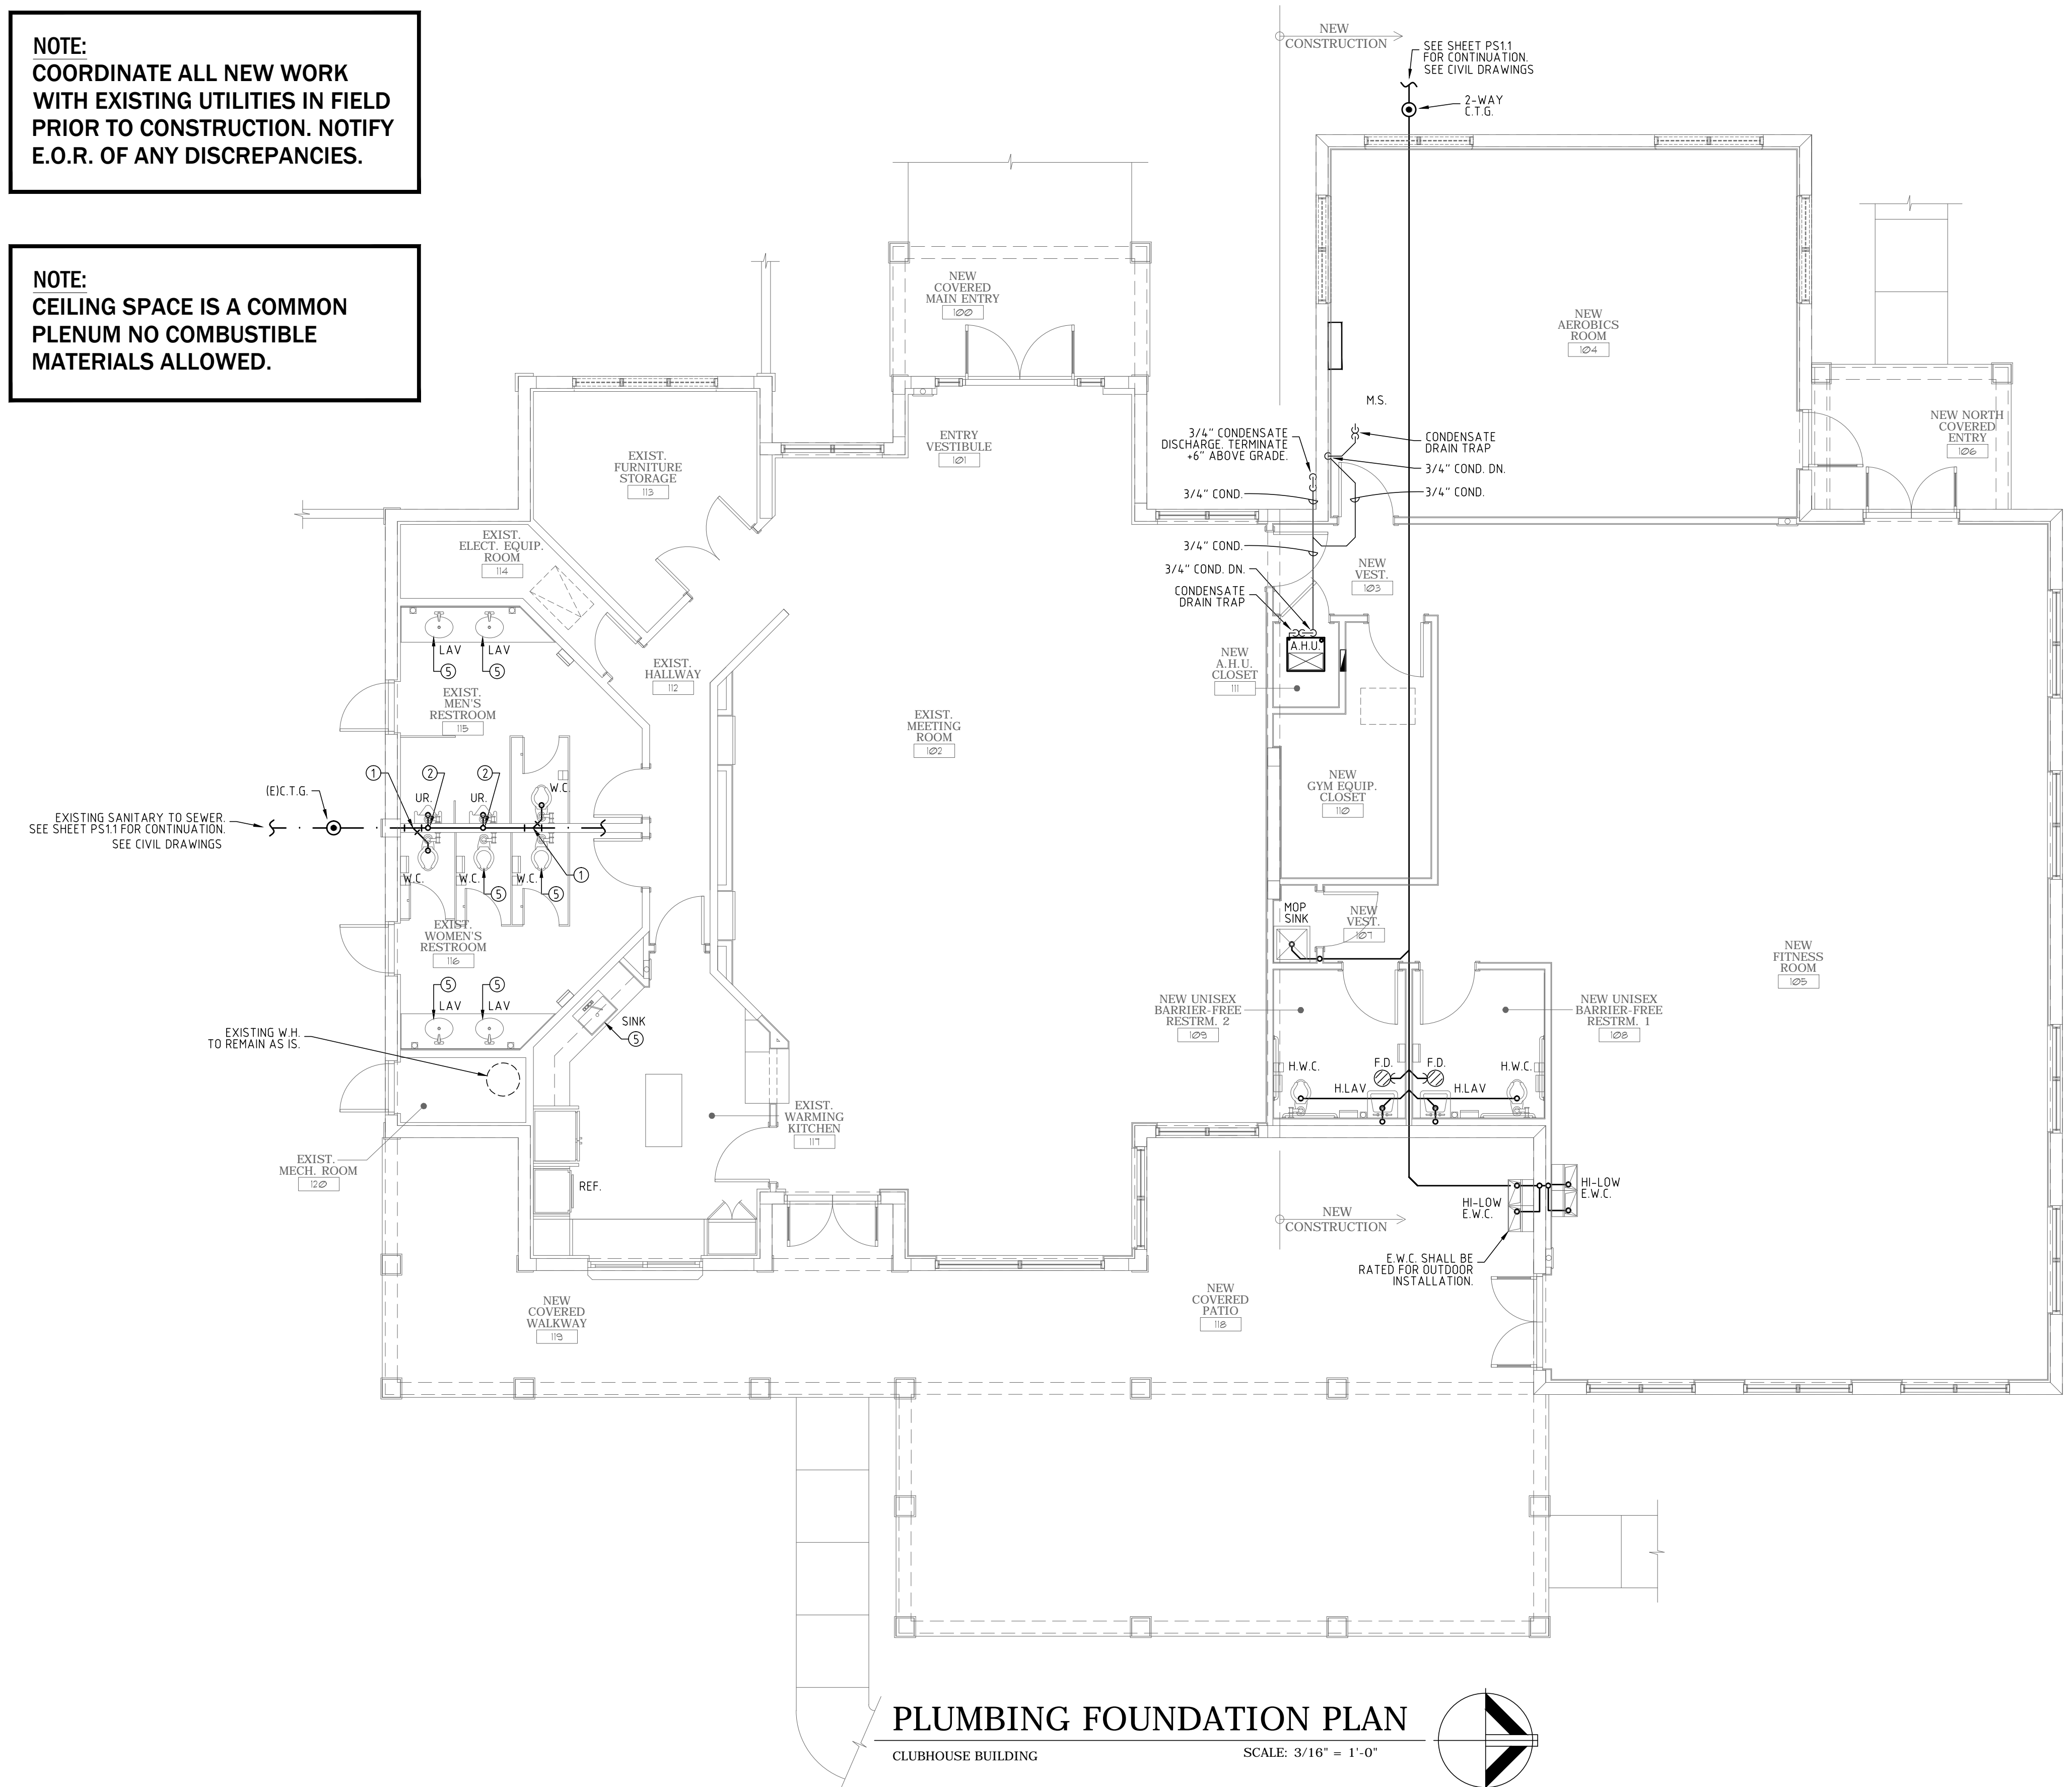 NOTE:
COORDINATE ALL NEW WORK
WITH EXISTING UTILITIES IN FIELD
PRIOR TO CONSTRUCTION. NOTIFY
E.O.R. OF ANY DISCREPANCIES.
NOTE:
CEILING SPACE IS A COMMON
PLENUM NO COMBUSTIBLE
MATERIALS ALLOWED.
NEW
CONSTRUCTION
SEE SHEET PS1.1
FOR CONTINUATION.
SEE CIVIL DRAWINGS
2-WAY
C.T.G.
NEW
COVERED
MAIN ENTRY
100
NEW
AEROBICS
ROOM
104
M.S.
NEW NORTH
COVERED
ENTRY
106
ENTRY
VESTIBULE
101
3/4" CONDENSATE
DISCHARGE. TERMINATE
+6" ABOVE GRADE.
CONDENSATE
DRAIN TRAP
3/4" COND. DN.
3/4" COND.
3/4" COND.
EXIST.
FURNITURE
STORAGE
113
EXIST.
ELECT. EQUIP.
ROOM
114
3/4" COND.
3/4" COND. DN.
CONDENSATE
DRAIN TRAP
NEW
VEST.
103
A.H.U.
LAV
LAV
5
5
EXIST.
HALLWAY
112
NEW
A.H.U.
CLOSET
111
EXIST.
MEN'S
RESTROOM
115
EXIST.
MEETING
ROOM
102
1
2
2
UR.
UR.
W.C.
(E)C.T.G.
EXISTING SANITARY TO SEWER.
SEE SHEET PS1.1 FOR CONTINUATION.
SEE CIVIL DRAWINGS
NEW
GYM EQUIP.
CLOSET
110
W.C.
W.C.
W.C.
5
5
1
EXIST.
WOMEN'S
RESTROOM
116
MOP
SINK
NEW
VEST.
107
NEW
FITNESS
ROOM
105
5
5
LAV
LAV
SINK
5
EXISTING W.H.
TO REMAIN AS IS.
NEW UNISEX
BARRIER-FREE
RESTRM. 2
109
NEW UNISEX
BARRIER-FREE
RESTRM. 1
108
H.W.C.
F.D.
F.D.
H.W.C.
H.LAV
H.LAV
EXIST.
WARMING
KITCHEN
117
EXIST.
MECH. ROOM
120
REF.
HI-LOW
E.W.C.
HI-LOW
E.W.C.
NEW
CONSTRUCTION
E.W.C. SHALL BE
RATED FOR OUTDOOR
INSTALLATION.
NEW
COVERED
WALKWAY
119
NEW
COVERED
PATIO
118
PLUMBING FOUNDATION PLAN
CLUBHOUSE BUILDING
SCALE: 3/16" = 1'-0"